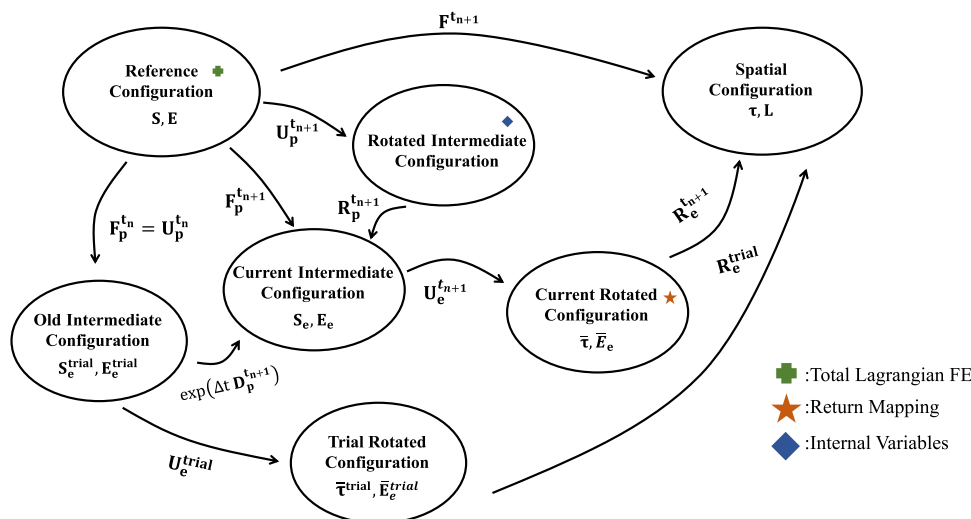 F^{t_{n+1}}
Reference
Configuration
S, E
Spatial
Configuration
τ, L
U_p^{t_{n+1}}
Rotated Intermediate
Configuration
F_p^{t_{n+1}}
R_p^{t_{n+1}}
F_p^{t_n} = U_p^{t_n}
R_e^{t_{n+1}}
R_e^{trial}
Current Intermediate
Configuration
S_e, E_e
U_e^{t_{n+1}}
Current Rotated
Configuration
τ̄, Ē_e
Old Intermediate
Configuration
S_e^{trial}, E_e^{trial}
exp(Δt D_p^{t_{n+1}})
U_e^{trial}
Trial Rotated
Configuration
τ̄^{trial}, Ē_e^{trial}
:Total Lagrangian FE
:Return Mapping
:Internal Variables